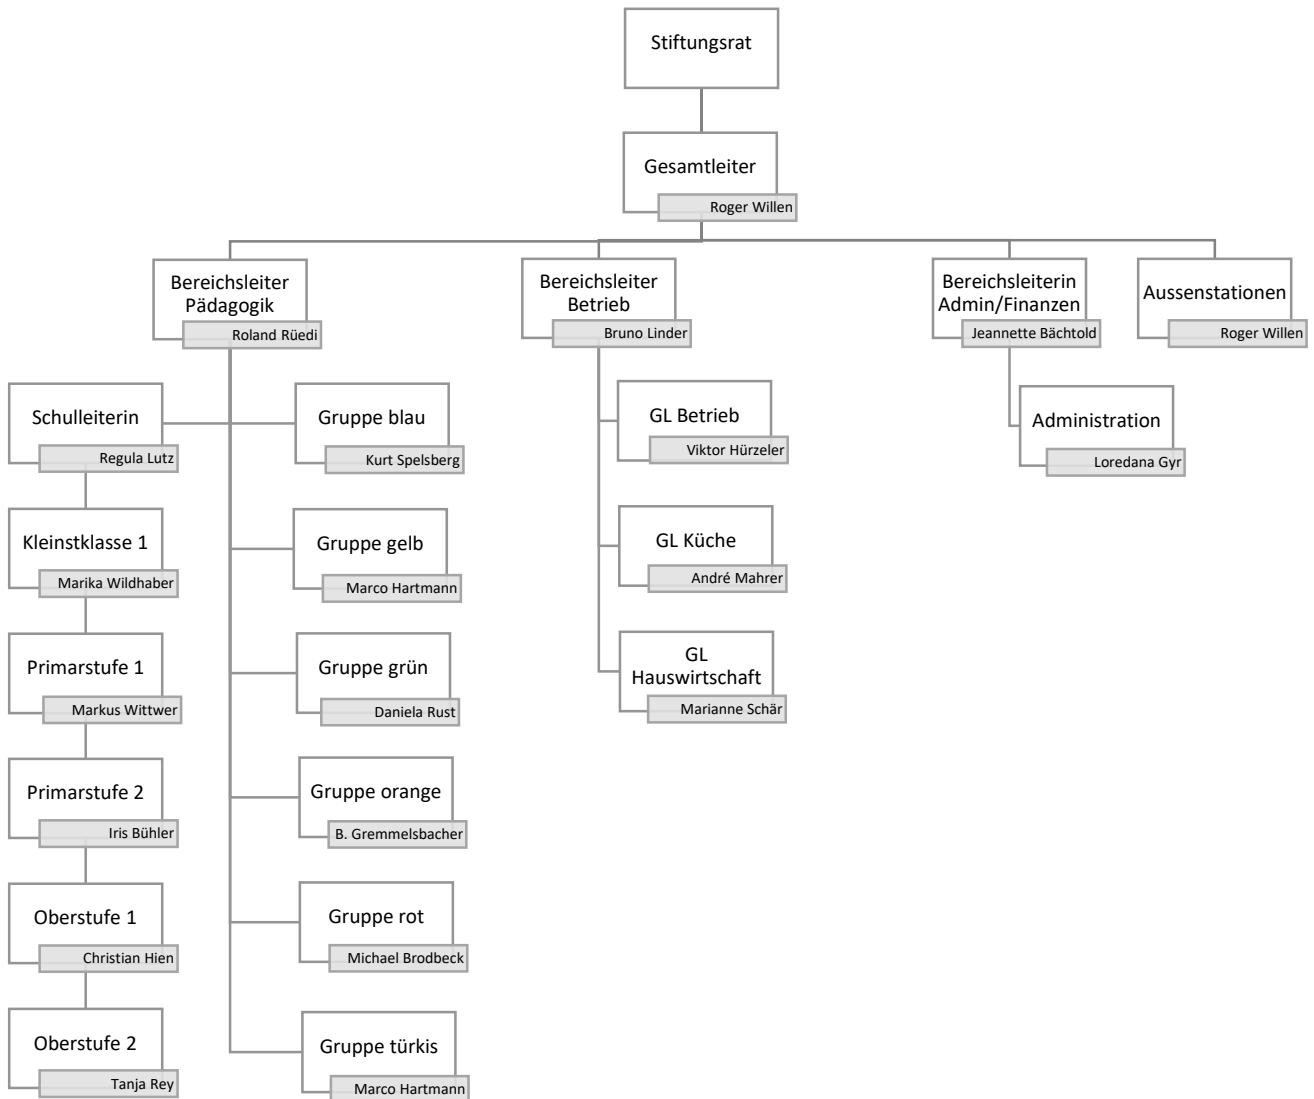 Stiftungsrat
Gesamtleiter
Roger Willen
Bereichsleiter
Pädagogik
Roland Rüedi
Bereichsleiter
Betrieb
Bruno Linder
Bereichsleiterin
Admin/Finanzen
Jeannette Bächtold
Aussenstationen
Roger Willen
Schulleiterin
Regula Lutz
Gruppe blau
Kurt Spelsberg
GL Betrieb
Viktor Hürzeler
Administration
Loredana Gyr
Kleinstklasse 1
Marika Wildhaber
Gruppe gelb
Marco Hartmann
GL Küche
André Mahrer
Primarstufe 1
Markus Wittwer
Gruppe grün
Daniela Rust
GL
Hauswirtschaft
Marianne Schär
Primarstufe 2
Iris Bühler
Gruppe orange
B. Gremmelsbacher
Oberstufe 1
Christian Hien
Gruppe rot
Michael Brodbeck
Oberstufe 2
Tanja Rey
Gruppe türkis
Marco Hartmann